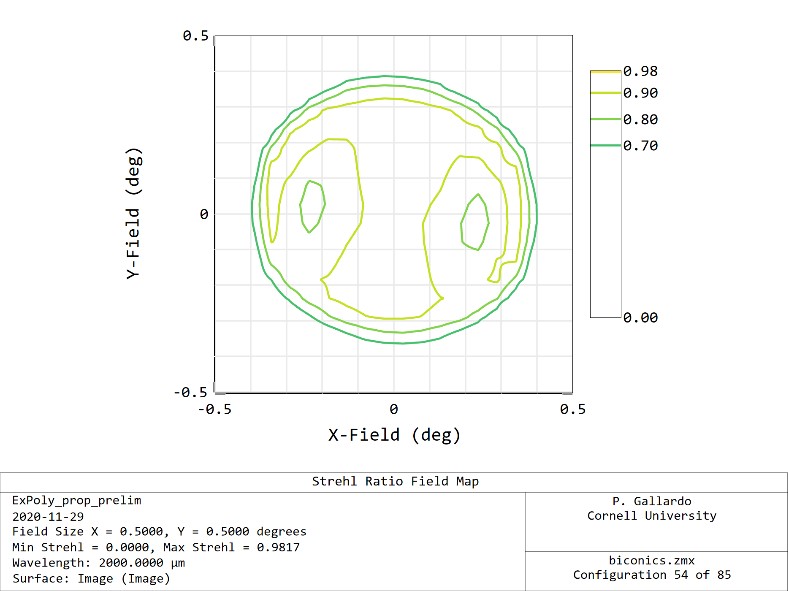 0.5
0
-0.5
Y-Field (deg)
-0.5
0
0.5
X-Field (deg)
0.98
0.90
0.80
0.70
0.00
Strehl Ratio Field Map
ExPoly_prop_prelim
2020-11-29
Field Size X = 0.5000, Y = 0.5000 degrees
Min Strehl = 0.0000, Max Strehl = 0.9817
Wavelength: 2000.0000 µm
Surface: Image (Image)
P. Gallardo
Cornell University
biconics.zmx
Configuration 54 of 85